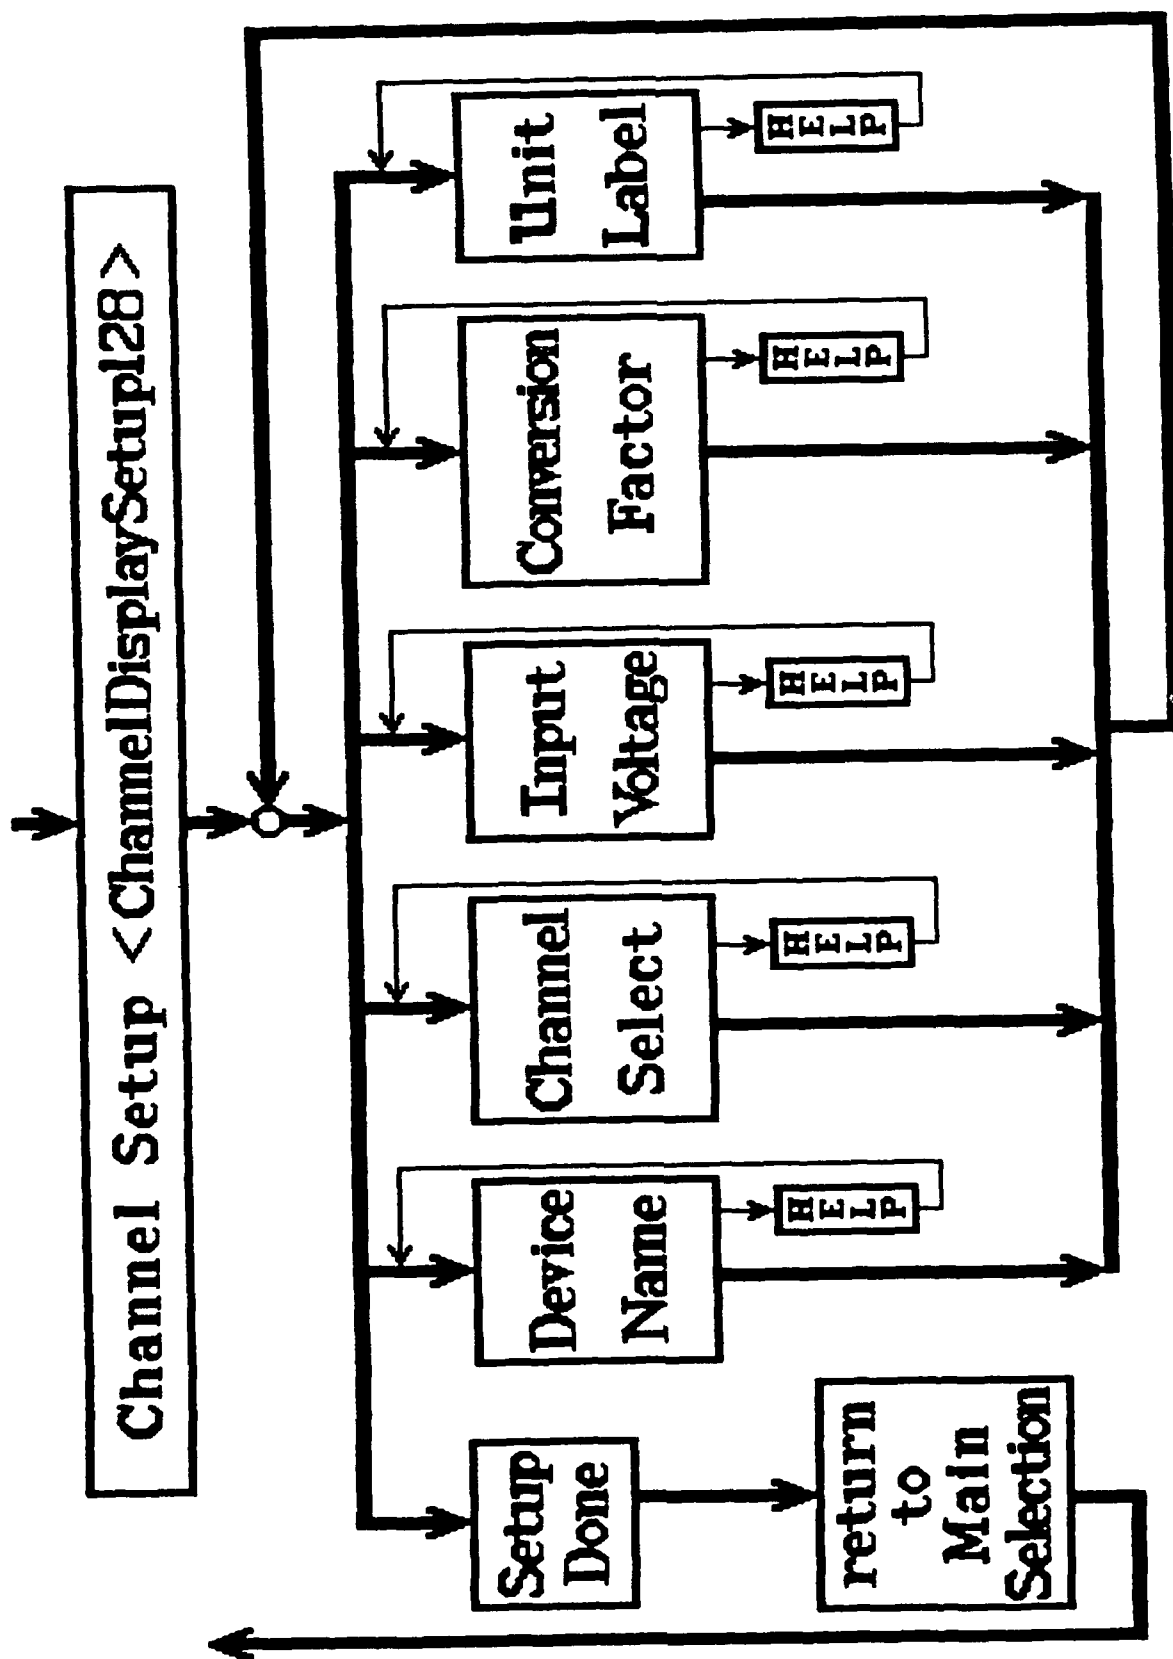 Channel Setup <ChannelDisplaySetup128>
Setup
Done
return
to
Main
Selection
Device
Name
HELP
Channel
Select
HELP
Input
Voltage
HELP
Conversion
Factor
HELP
Unit
Label
HELP